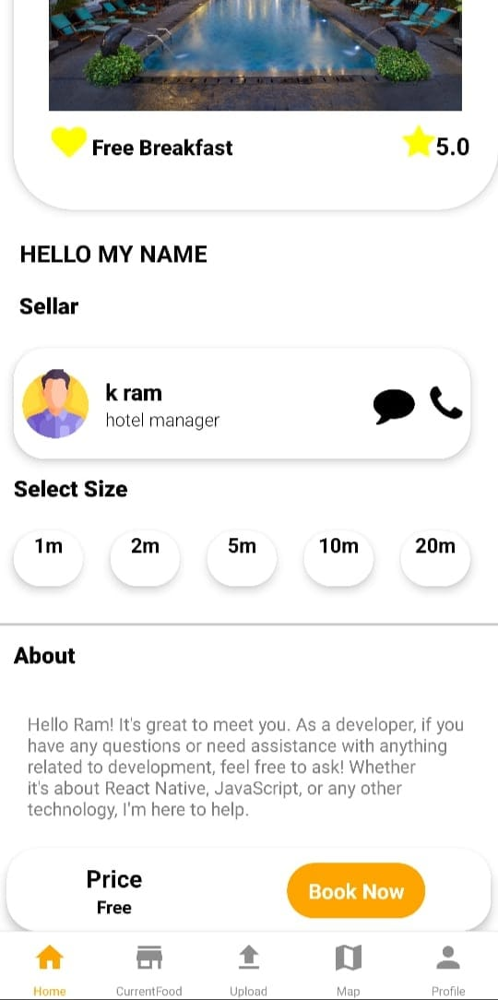 Free Breakfast
5.0
HELLO MY NAME
Sellar
k ram
hotel manager
Select Size
1m
2m
5m
10m
20m
About
Hello Ram! It's great to meet you. As a developer, if you
have any questions or need assistance with anything
related to development, feel free to ask! Whether
it's about React Native, JavaScript, or any other
technology, I'm here to help.
Price
Free
Book Now
Home
CurrentFood
Upload
Map
Profile